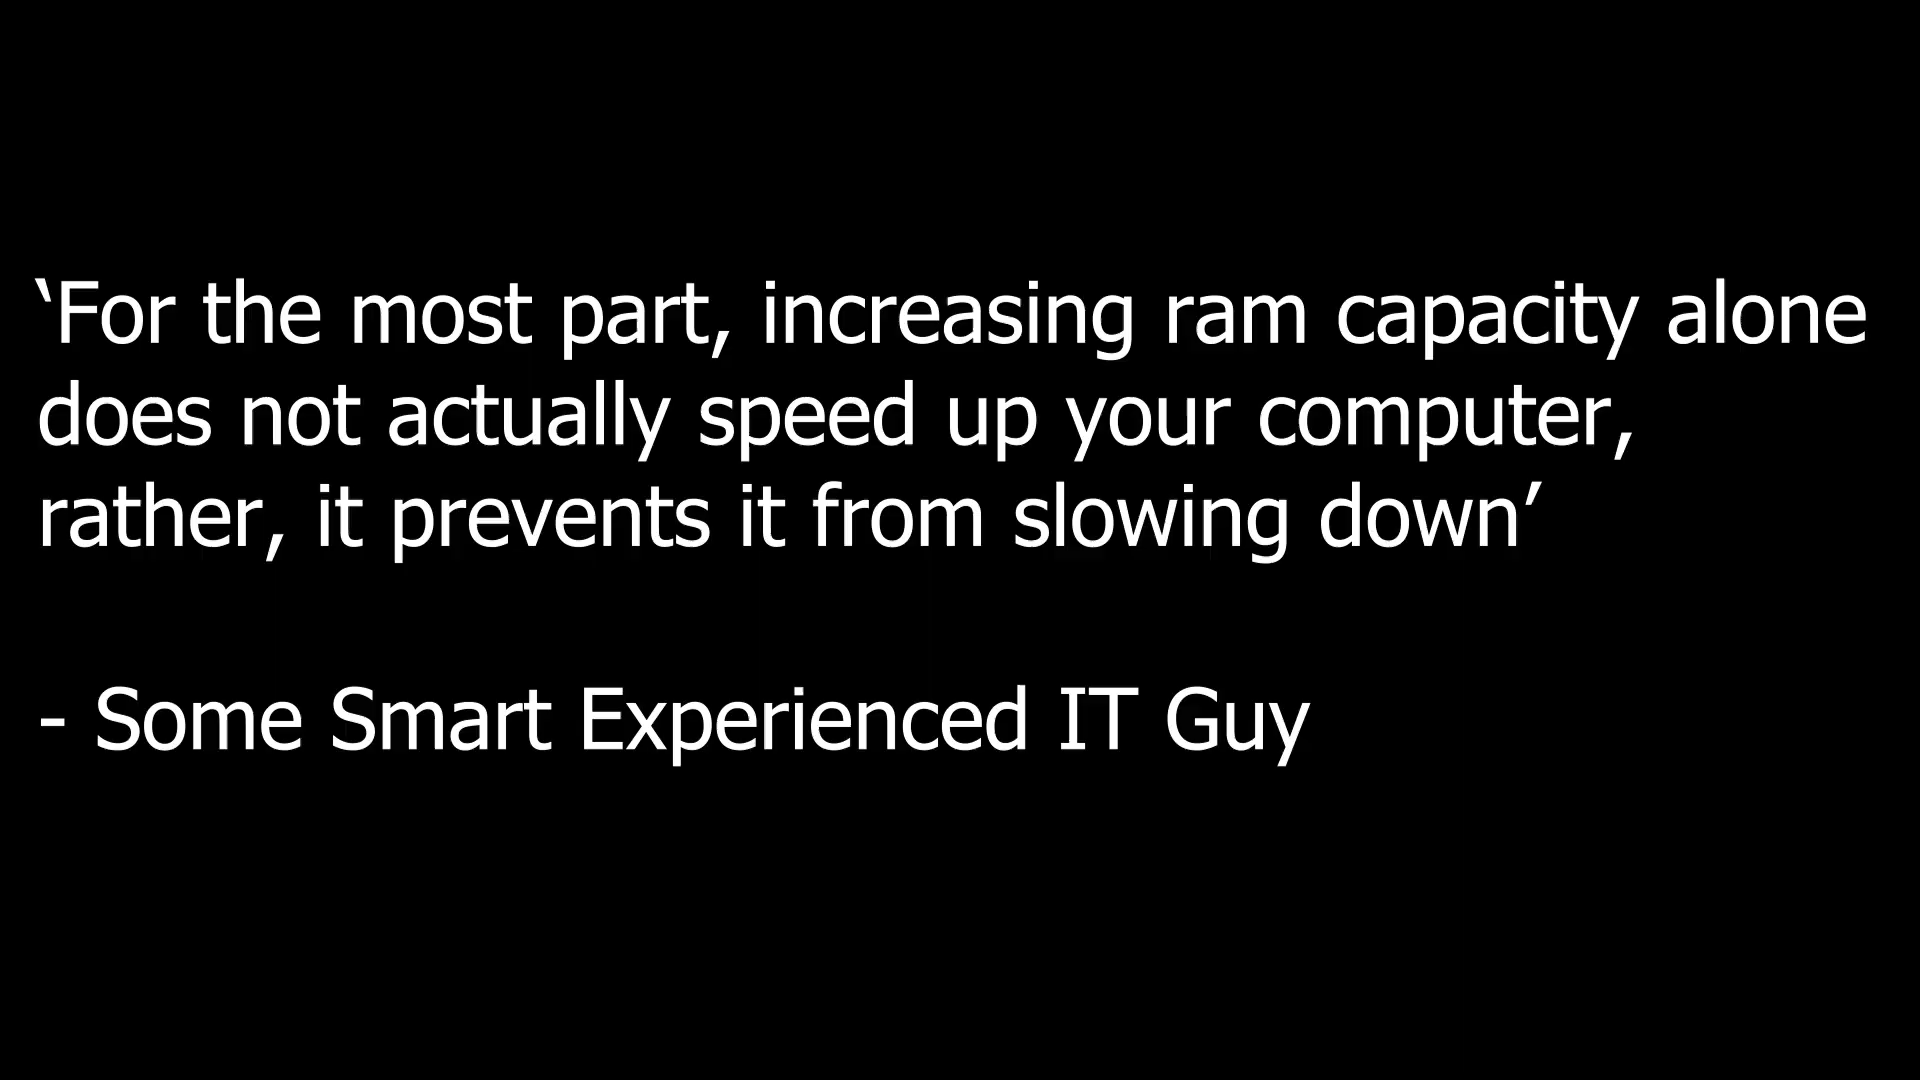 ‘For the most part, increasing ram capacity alone
does not actually speed up your computer,
rather, it prevents it from slowing down’
- Some Smart Experienced IT Guy